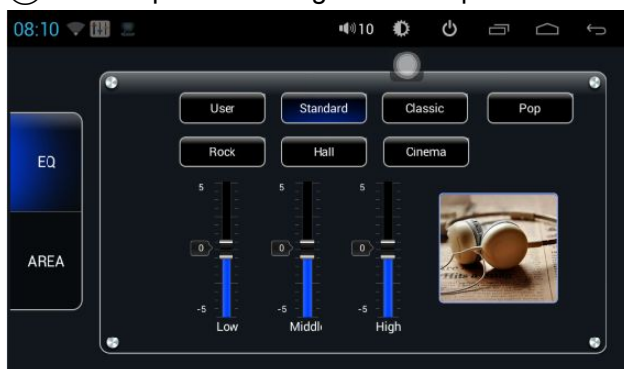 08:10 10
User Standard Classic Pop
Rock Hall Cinema
EQ
AREA
5 5 5
0 0 0
-5 -5 -5
Low Middl High